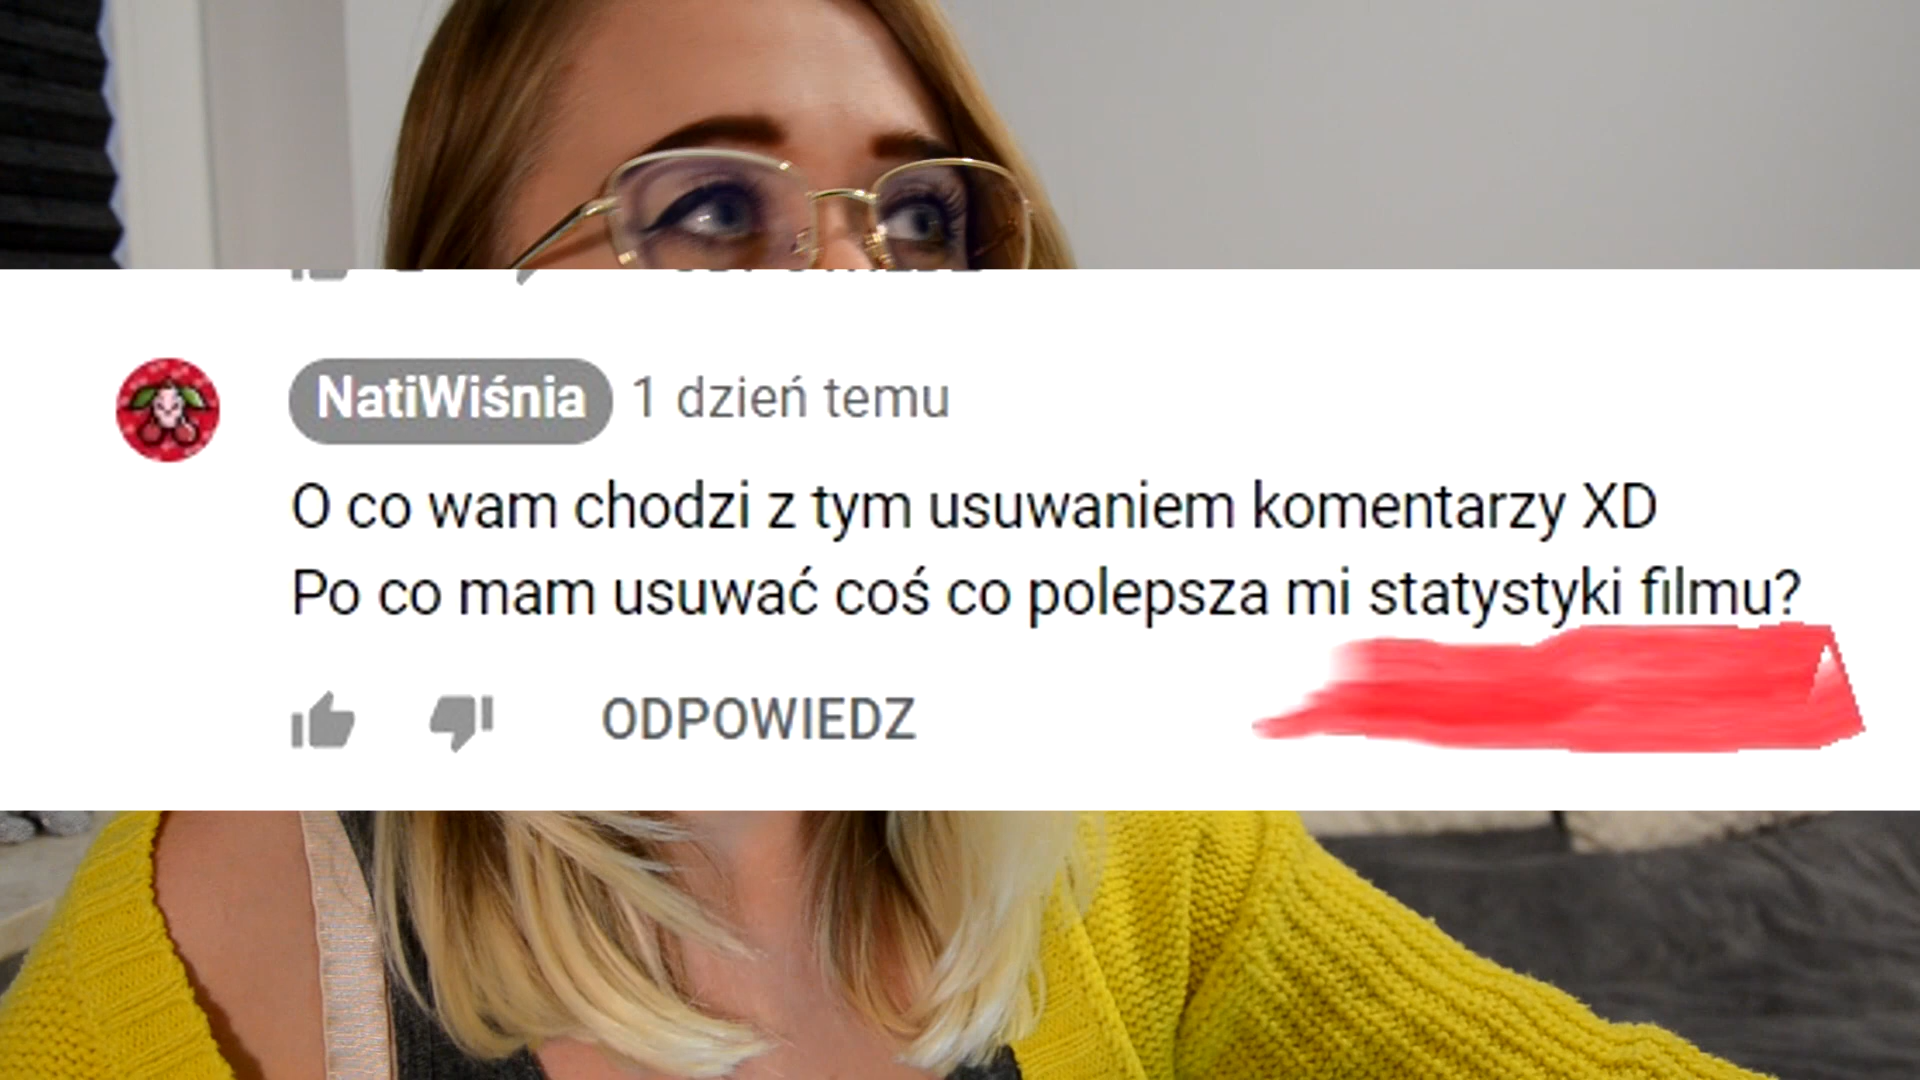 NatiWiśnia 1 dzień temu
O co wam chodzi z tym usuwaniem komentarzy XD
Po co mam usuwać coś co polepsza mi statystyki filmu?
ODPOWIEDZ